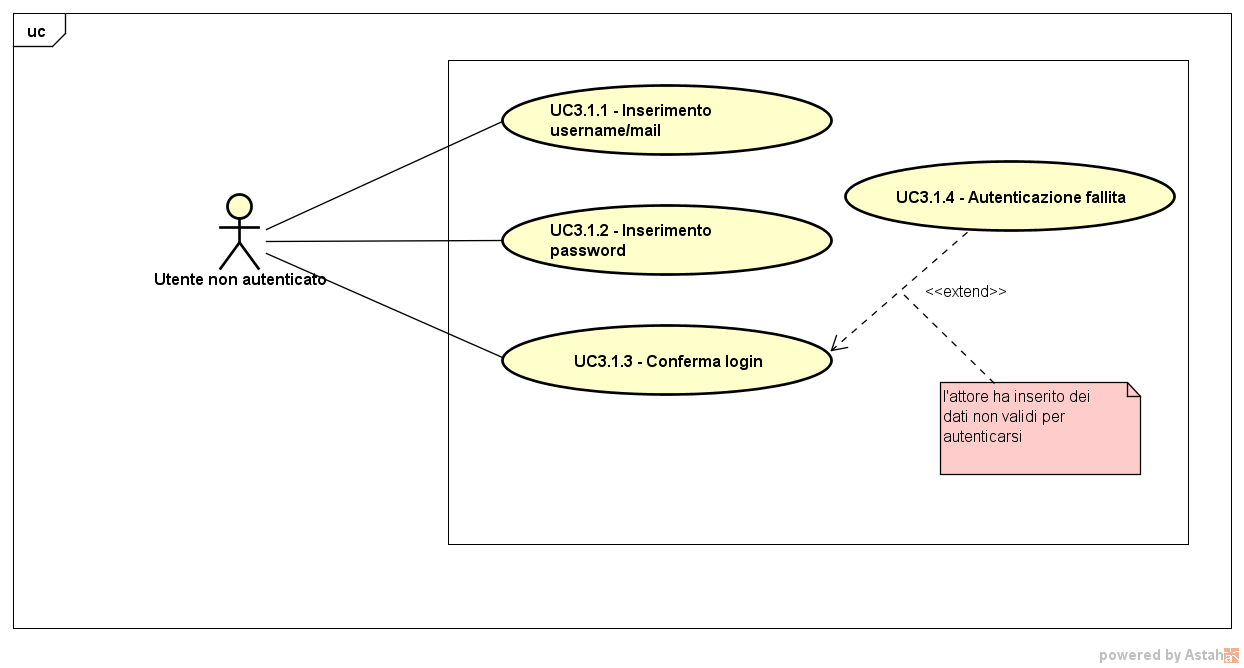 uc
UC3.1.1 - Inserimento
username/mail
UC3.1.4 - Autenticazione fallita
UC3.1.2 - Inserimento
password
Utente non autenticato
<<extend>>
UC3.1.3 - Conferma login
l'attore ha inserito dei
dati non validi per
autenticarsi
powered by Astah